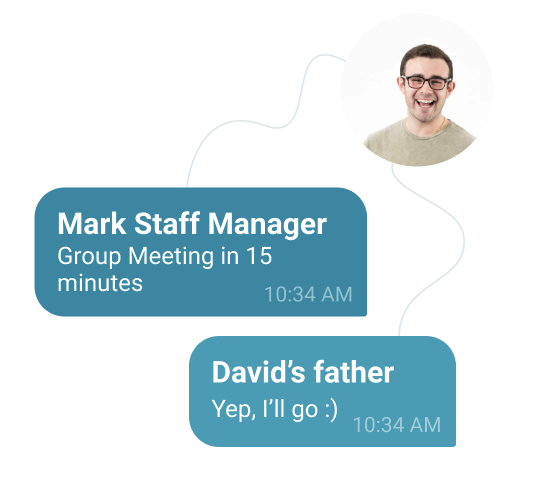 Mark Staff Manager
Group Meeting in 15
minutes
10:34 AM
David’s father
Yep, I’ll go :)
10:34 AM